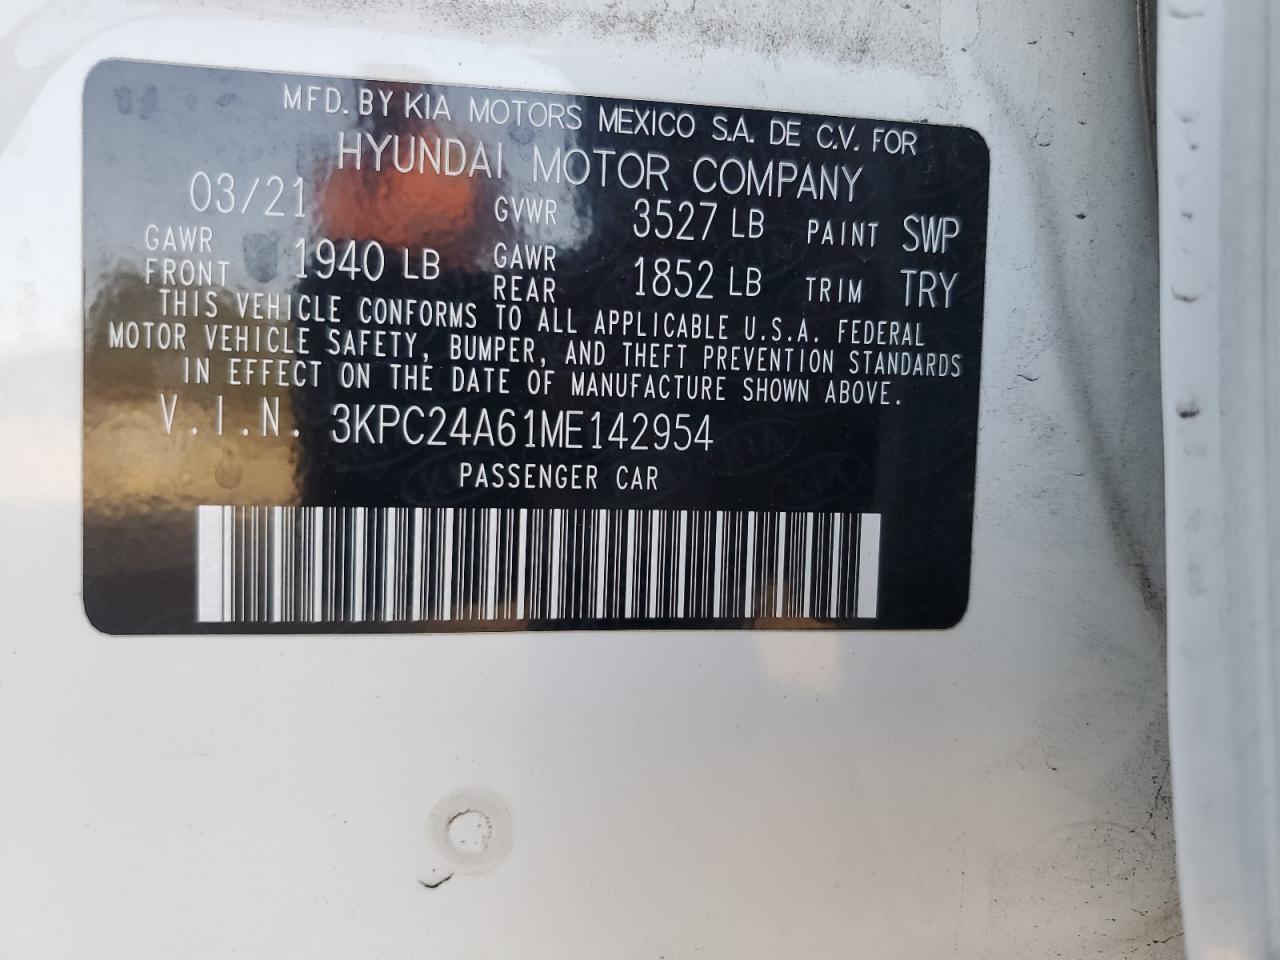 MFD. BY KIA MOTORS MEXICO S.A. DE C.V. FOR
HYUNDAI MOTOR COMPANY
03/21 GVWR 3527 LB PAINT SWP
GAWR FRONT 1940 LB GAWR REAR 1852 LB TRIM TRY
THIS VEHICLE CONFORMS TO ALL APPLICABLE U.S.A. FEDERAL
MOTOR VEHICLE SAFETY, BUMPER, AND THEFT PREVENTION STANDARDS
IN EFFECT ON THE DATE OF MANUFACTURE SHOWN ABOVE.
V.I.N. 3KPC24A61ME142954
PASSENGER CAR